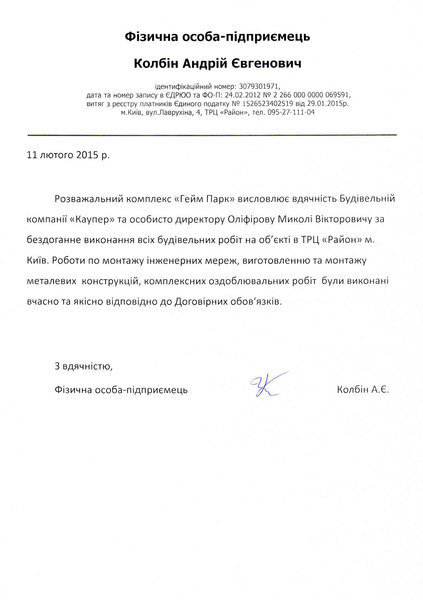 Фізична особа-підприємець
Колбін Андрій Євгенович
ідентифікаційний номер: 3079301971,
дата та номер запису в ЄДРЮО та ФО-П: 24.02.2012 № 2 266 000 0000 069591,
витяг з реєстру платників Єдиного податку № 1526523402519 від 29.01.2015р.
м.Київ, вул.Лаврухіна, 4, ТРЦ «Район», тел. 095-27-111-04
11 лютого 2015 р.
Розважальний комплекс «Гейм Парк» висловлює вдячність Будівельній
компанії «Каупер» та особисто директору Оліфірову Миколі Вікторовичу за
бездоганне виконання всіх будівельних робіт на об’єкті в ТРЦ «Район» м.
Київ. Роботи по монтажу інженерних мереж, виготовленню та монтажу
металевих конструкцій, комплексних оздоблювальних робіт були виконані
вчасно та якісно відповідно до Договірних обов’язків.
З вдячністю,
Фізична особа-підприємець Колбін А.Є.